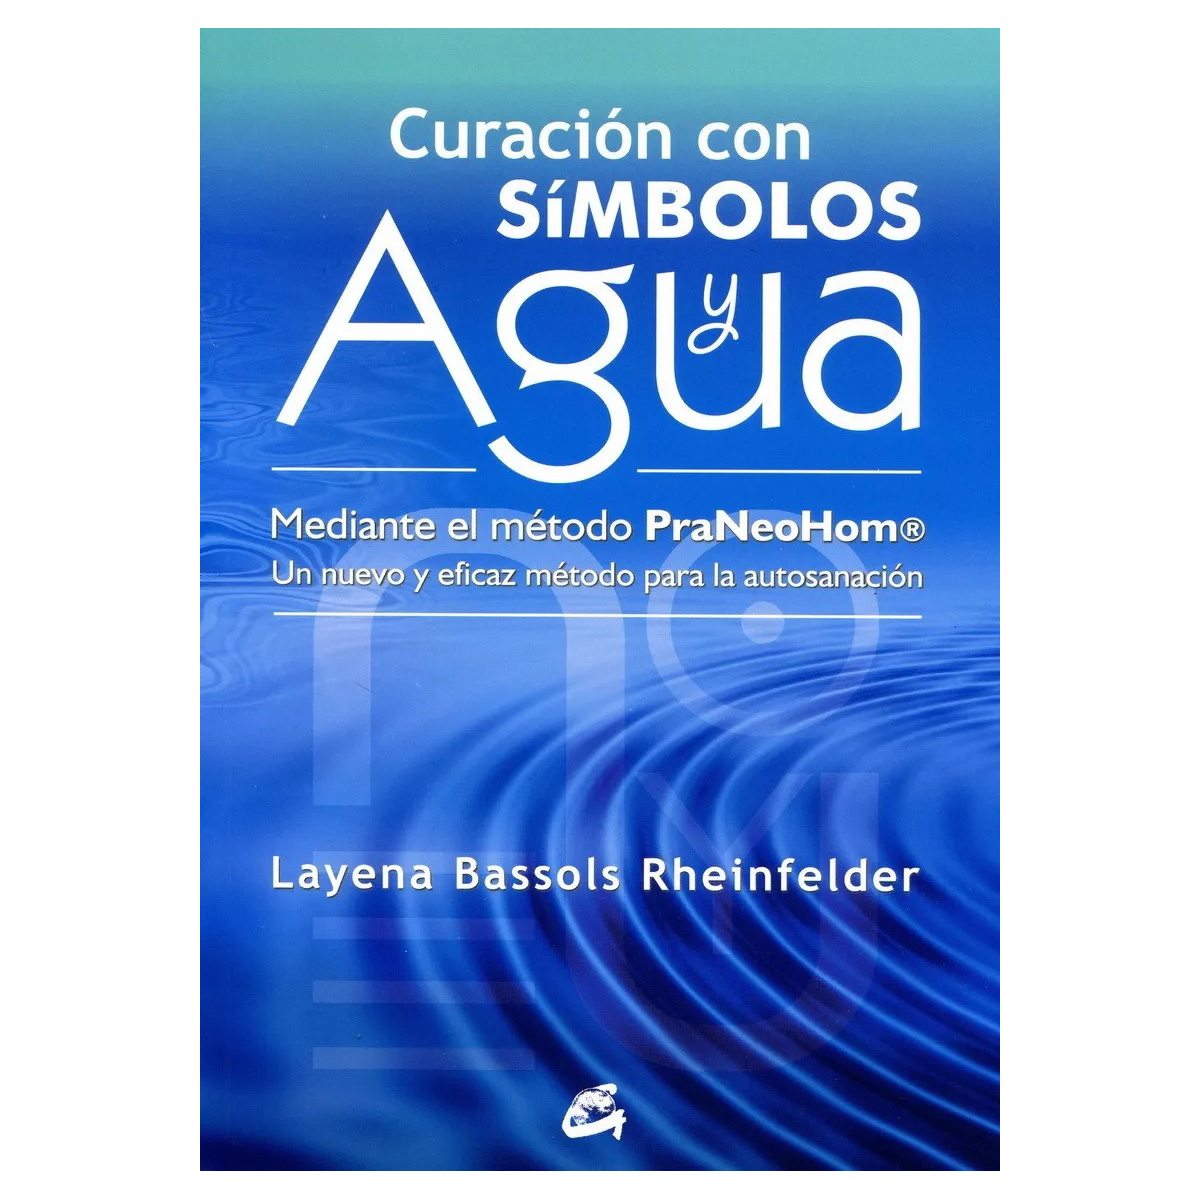 Curación con
SíMBOLOS
y
Agua
Mediante el método PraNeoHom®
Un nuevo y eficaz método para la autosanación
Layena Bassols Rheinfelder